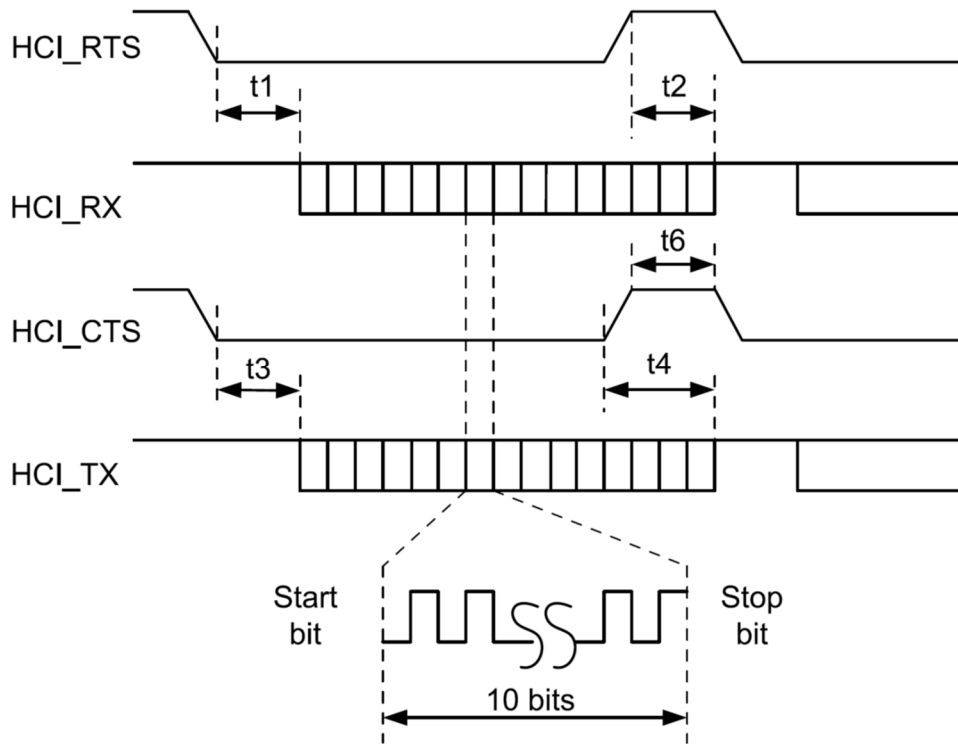 HCI_RTS
t1
t2
HCI_RX
t6
HCI_CTS
t3
t4
HCI_TX
Start
bit
Stop
bit
10 bits